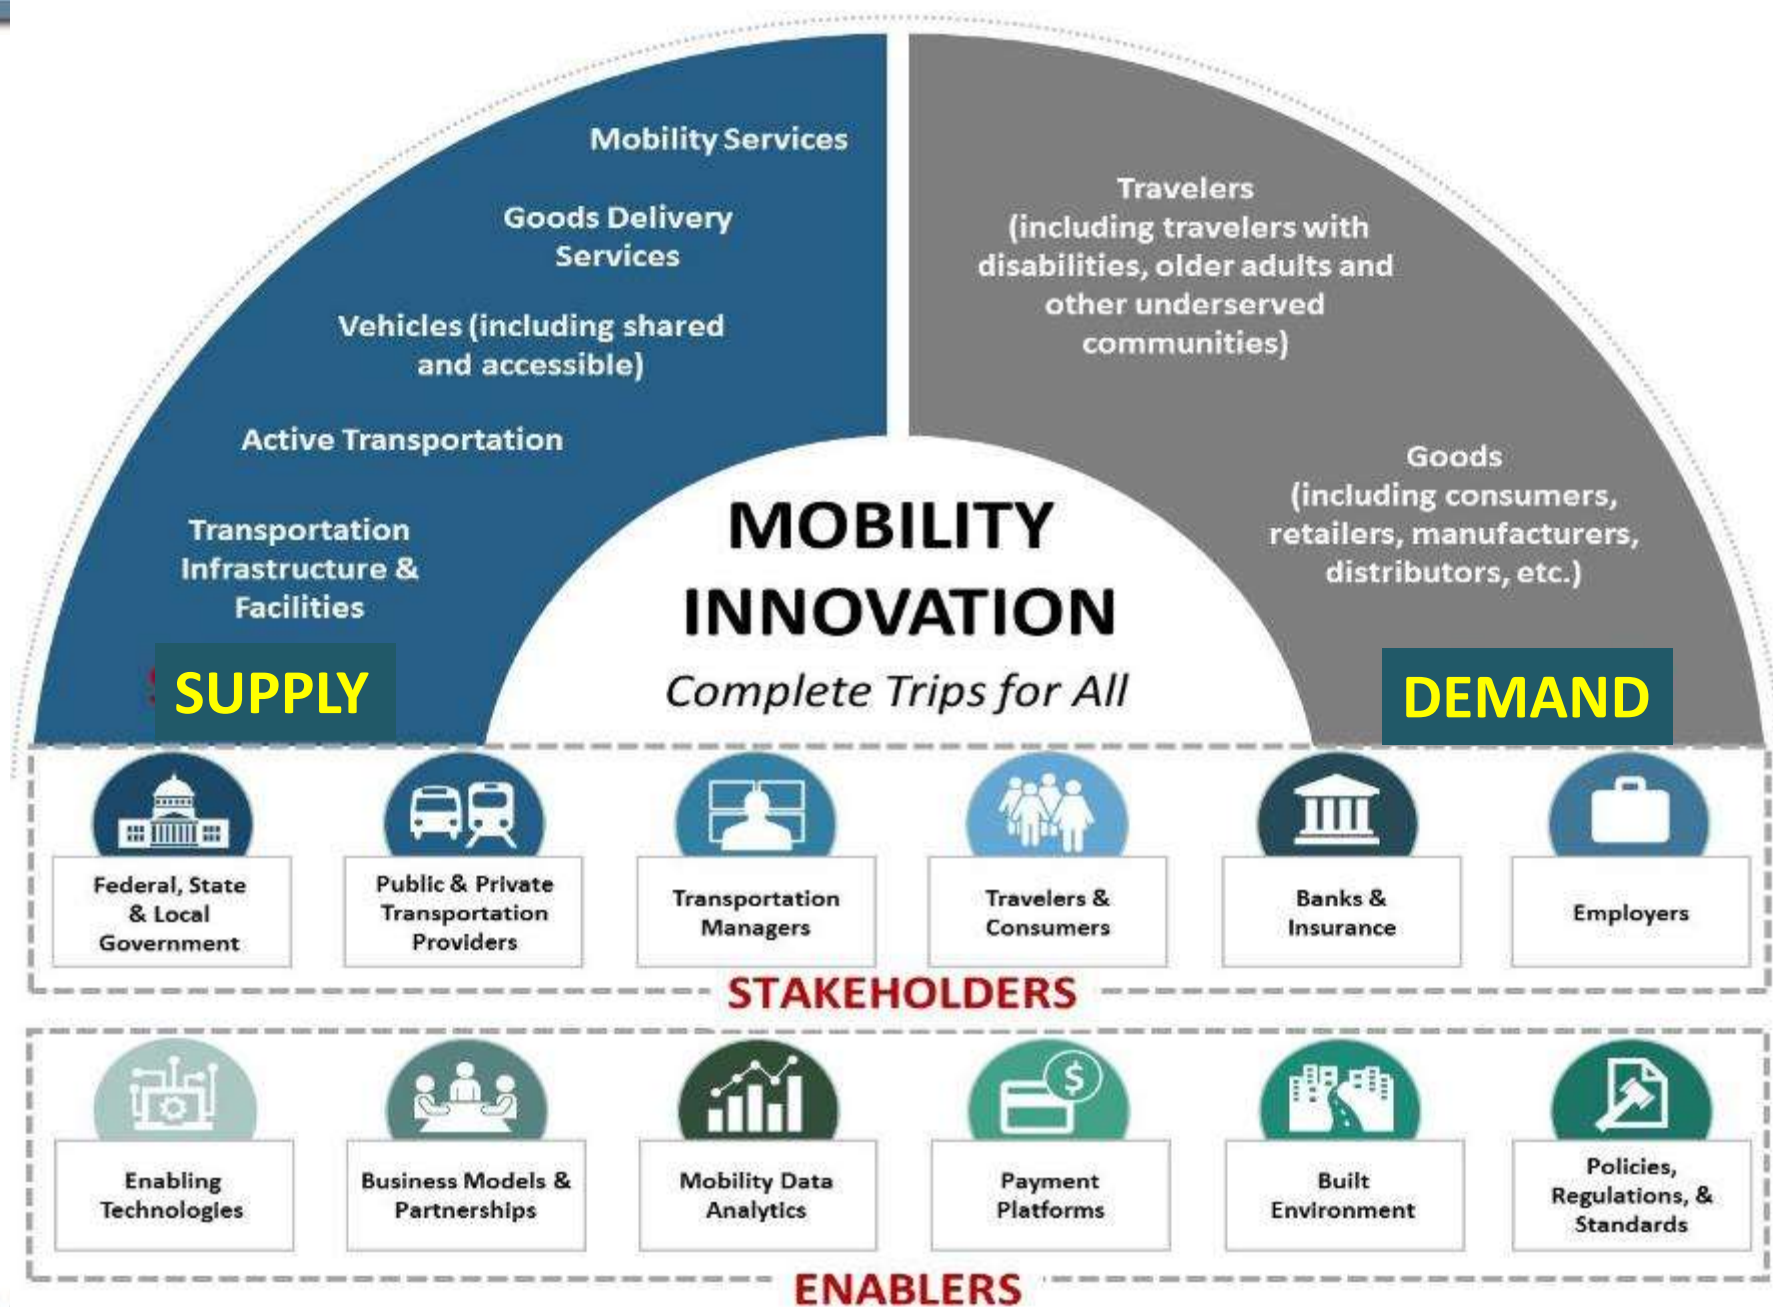 Mobility Services
Goods Delivery
Services
Vehicles (including shared
and accessible)
Active Transportation
Transportation
Infrastructure &
Facilities
SUPPLY
Travelers
(including travelers with
disabilities, older adults and
other underserved
communities)
Goods
(including consumers,
retailers, manufacturers,
distributors, etc.)
DEMAND
MOBILITY
INNOVATION
Complete Trips for All
Federal, State
& Local
Government
Public & Private
Transportation
Providers
Transportation
Managers
Travelers &
Consumers
Banks &
Insurance
Employers
STAKEHOLDERS
$
Enabling
Technologies
Business Models &
Partnerships
Mobility Data
Analytics
Payment
Platforms
Built
Environment
Policies,
Regulations, &
Standards
ENABLERS